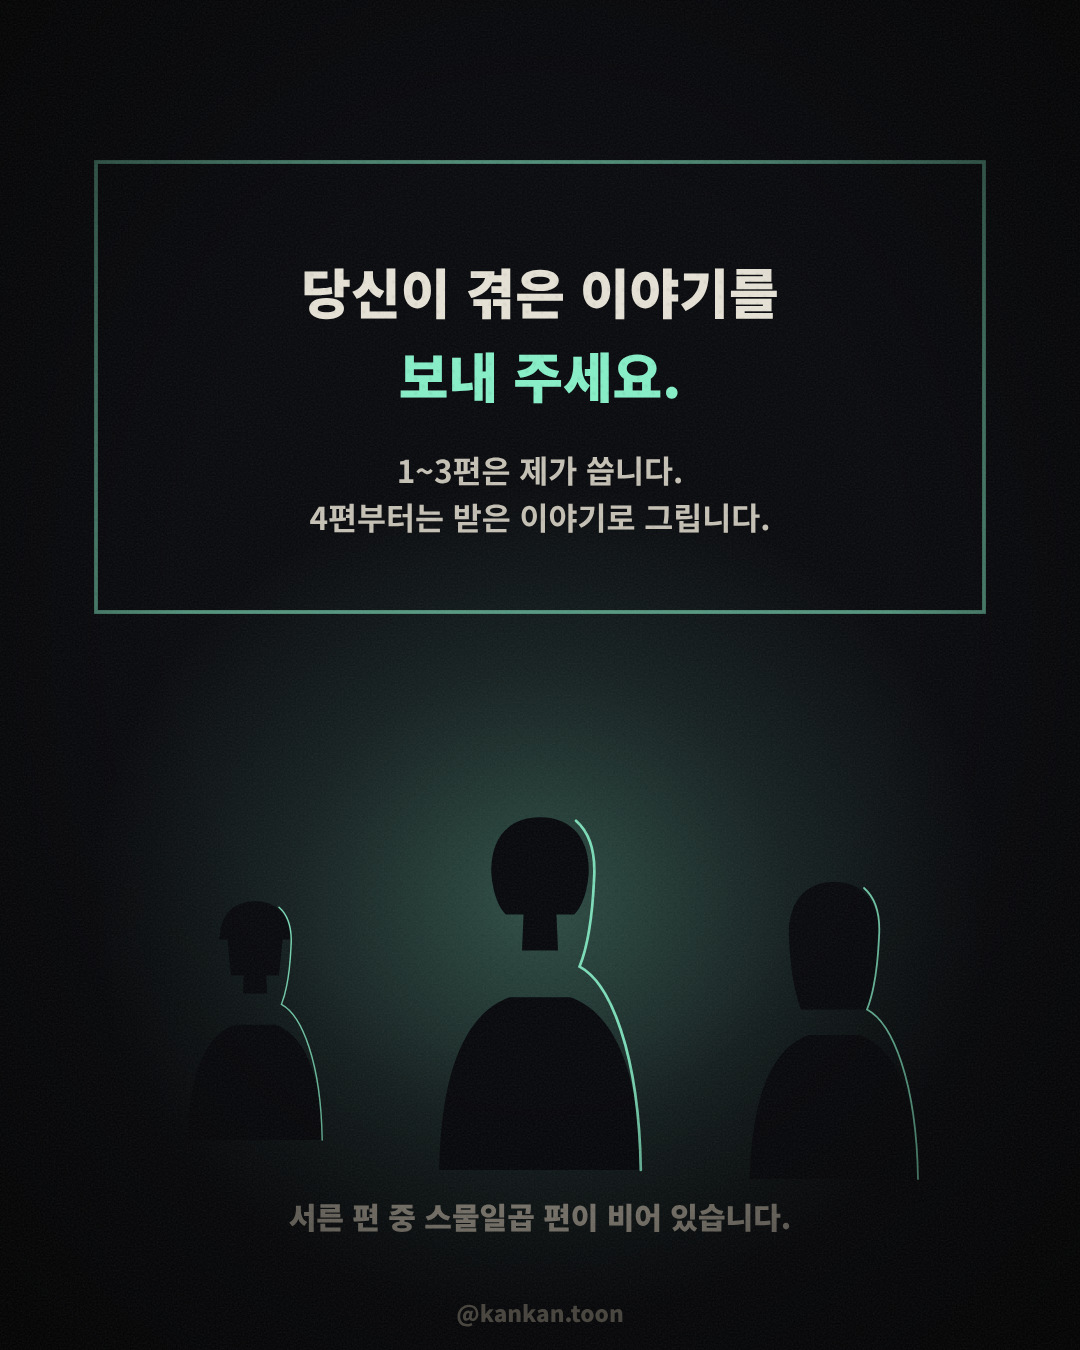 당신이 겪은 이야기를
보내 주세요.
1~3편은 제가 씁니다.
4편부터는 받은 이야기로 그립니다.
서른 편 중 스물일곱 편이 비어 있습니다.
@kankan.toon